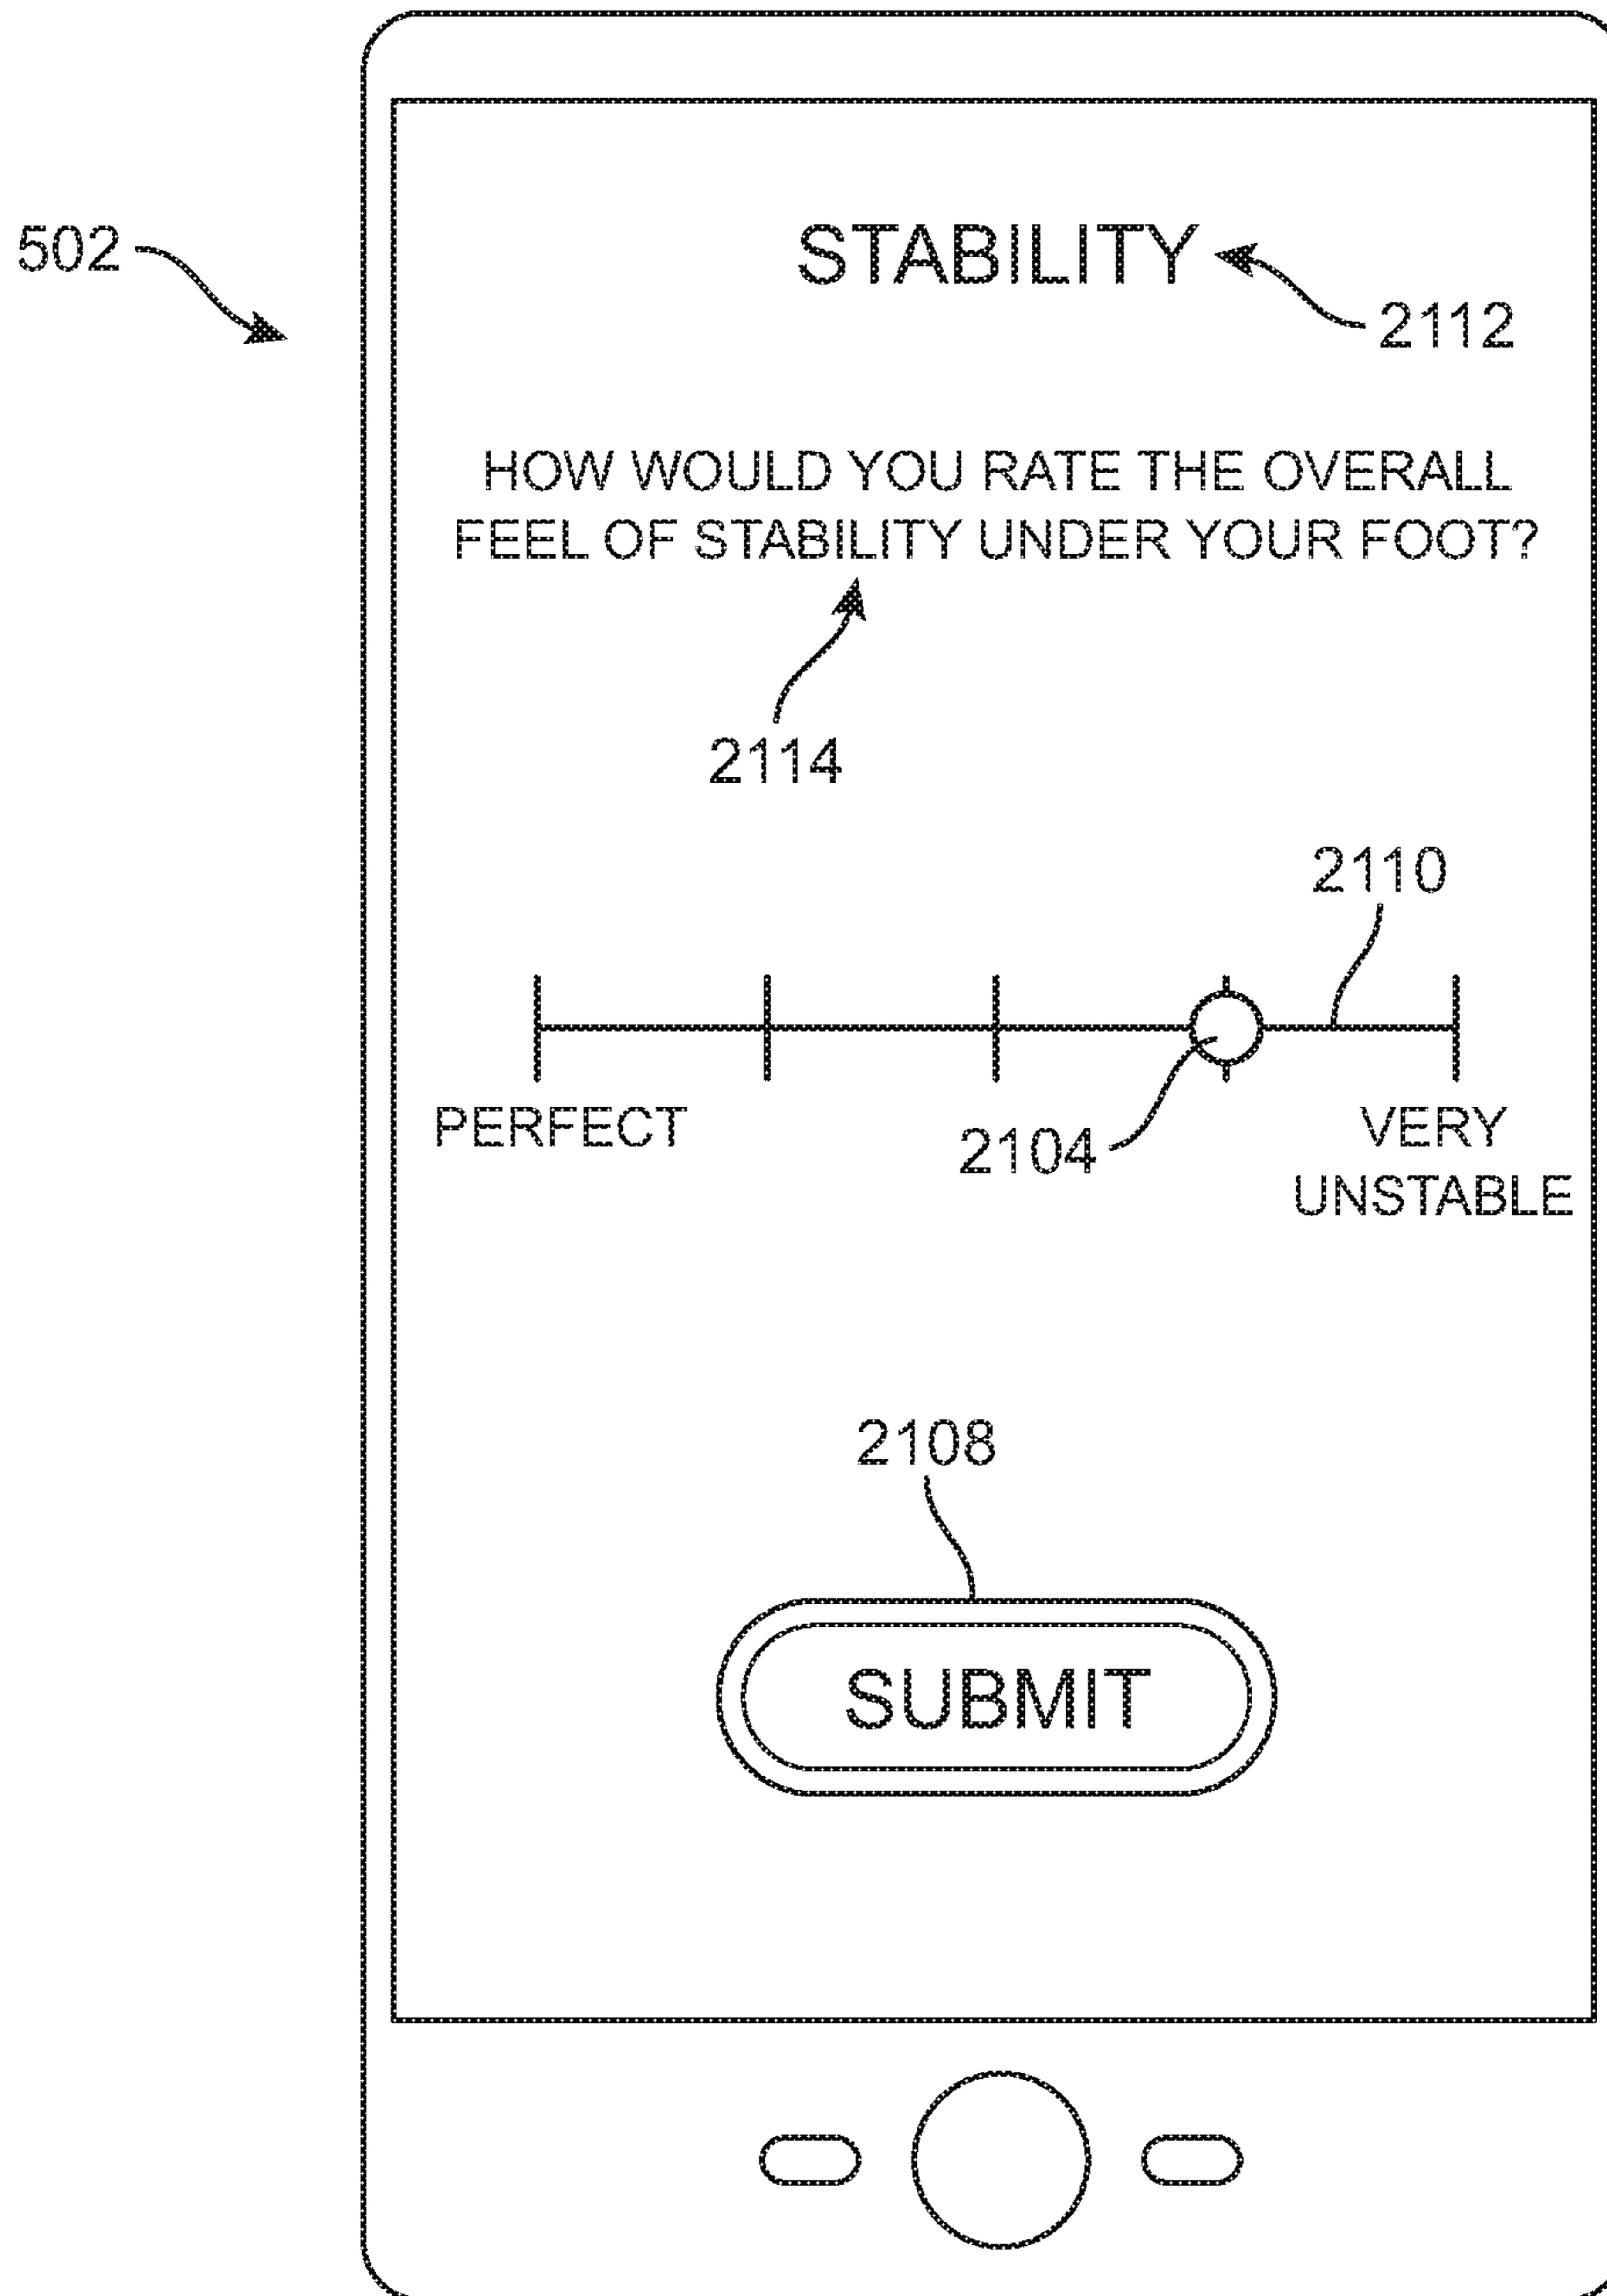 502
STABILITY
2112
HOW WOULD YOU RATE THE OVERALL
FEEL OF STABILITY UNDER YOUR FOOT?
2114
2110
PERFECT
2104
VERY
UNSTABLE
2108
SUBMIT